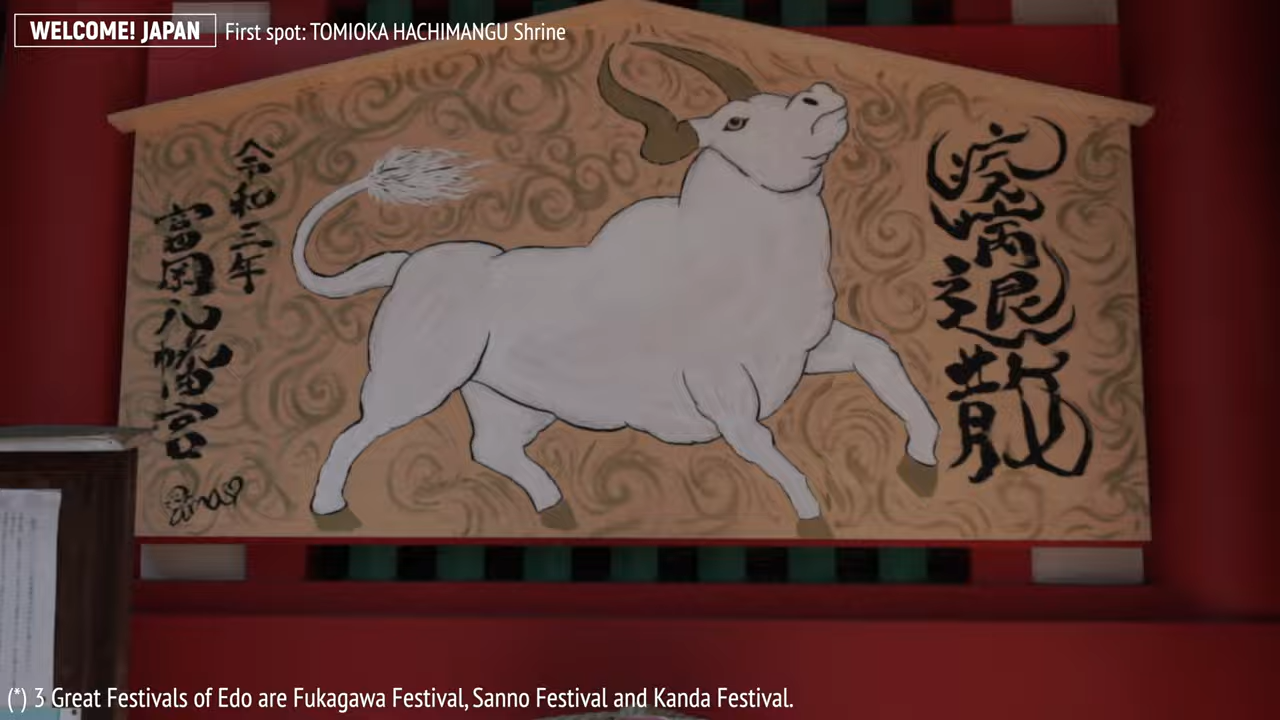 WELCOME! JAPAN
First spot: TOMIOKA HACHIMANGU Shrine
疫病退散
令和三年
富岡八幡宮
(*) 3 Great Festivals of Edo are Fukagawa Festival, Sanno Festival and Kanda Festival.